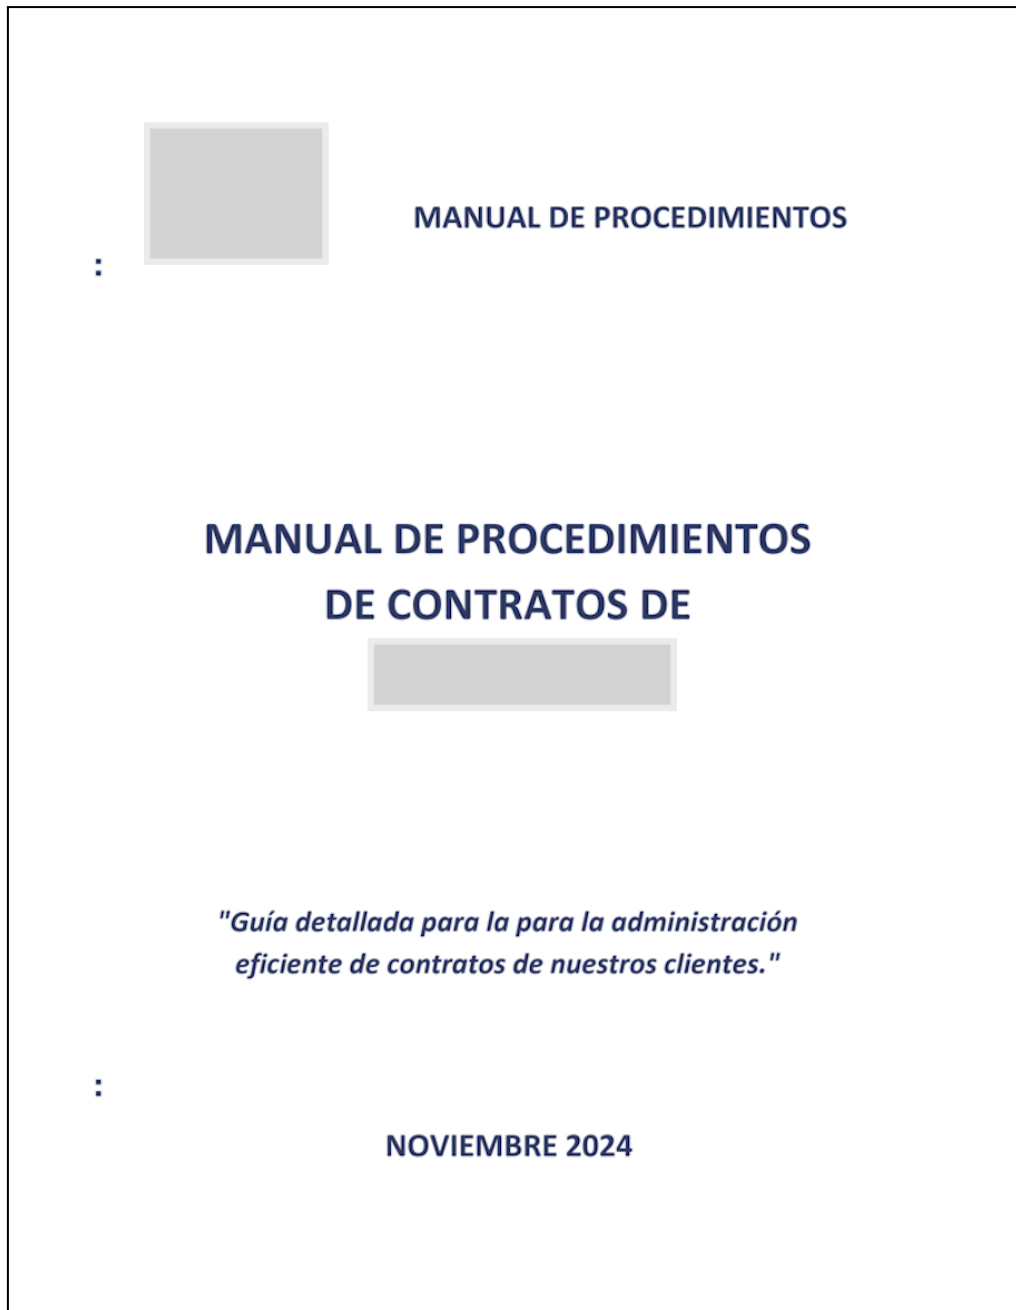 MANUAL DE PROCEDIMIENTOS
:
MANUAL DE PROCEDIMIENTOS
DE CONTRATOS DE
"Guía detallada para la para la administración
eficiente de contratos de nuestros clientes."
:
NOVIEMBRE 2024